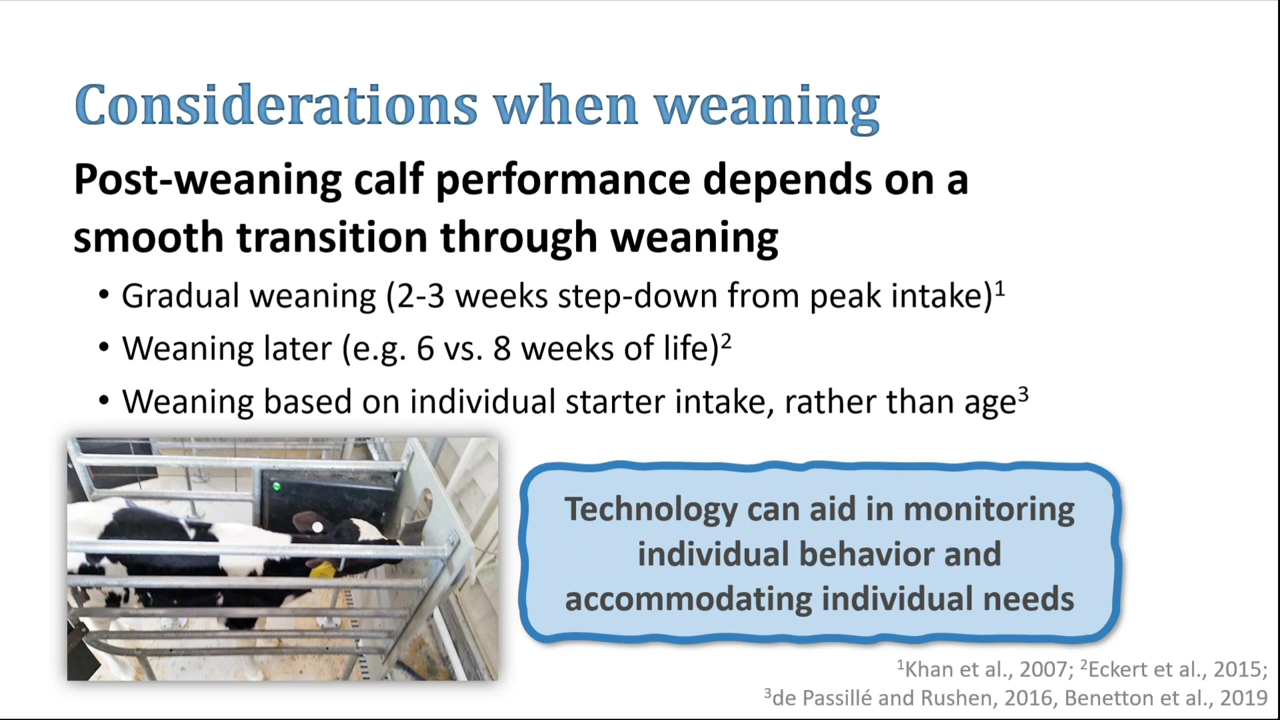 Considerations when weaning
Post-weaning calf performance depends on a
smooth transition through weaning
• Gradual weaning (2-3 weeks step-down from peak intake)¹
• Weaning later (e.g. 6 vs. 8 weeks of life)²
• Weaning based on individual starter intake, rather than age³
Technology can aid in monitoring
individual behavior and
accommodating individual needs
¹Khan et al., 2007; ²Eckert et al., 2015;
³de Passillé and Rushen, 2016, Benetton et al., 2019